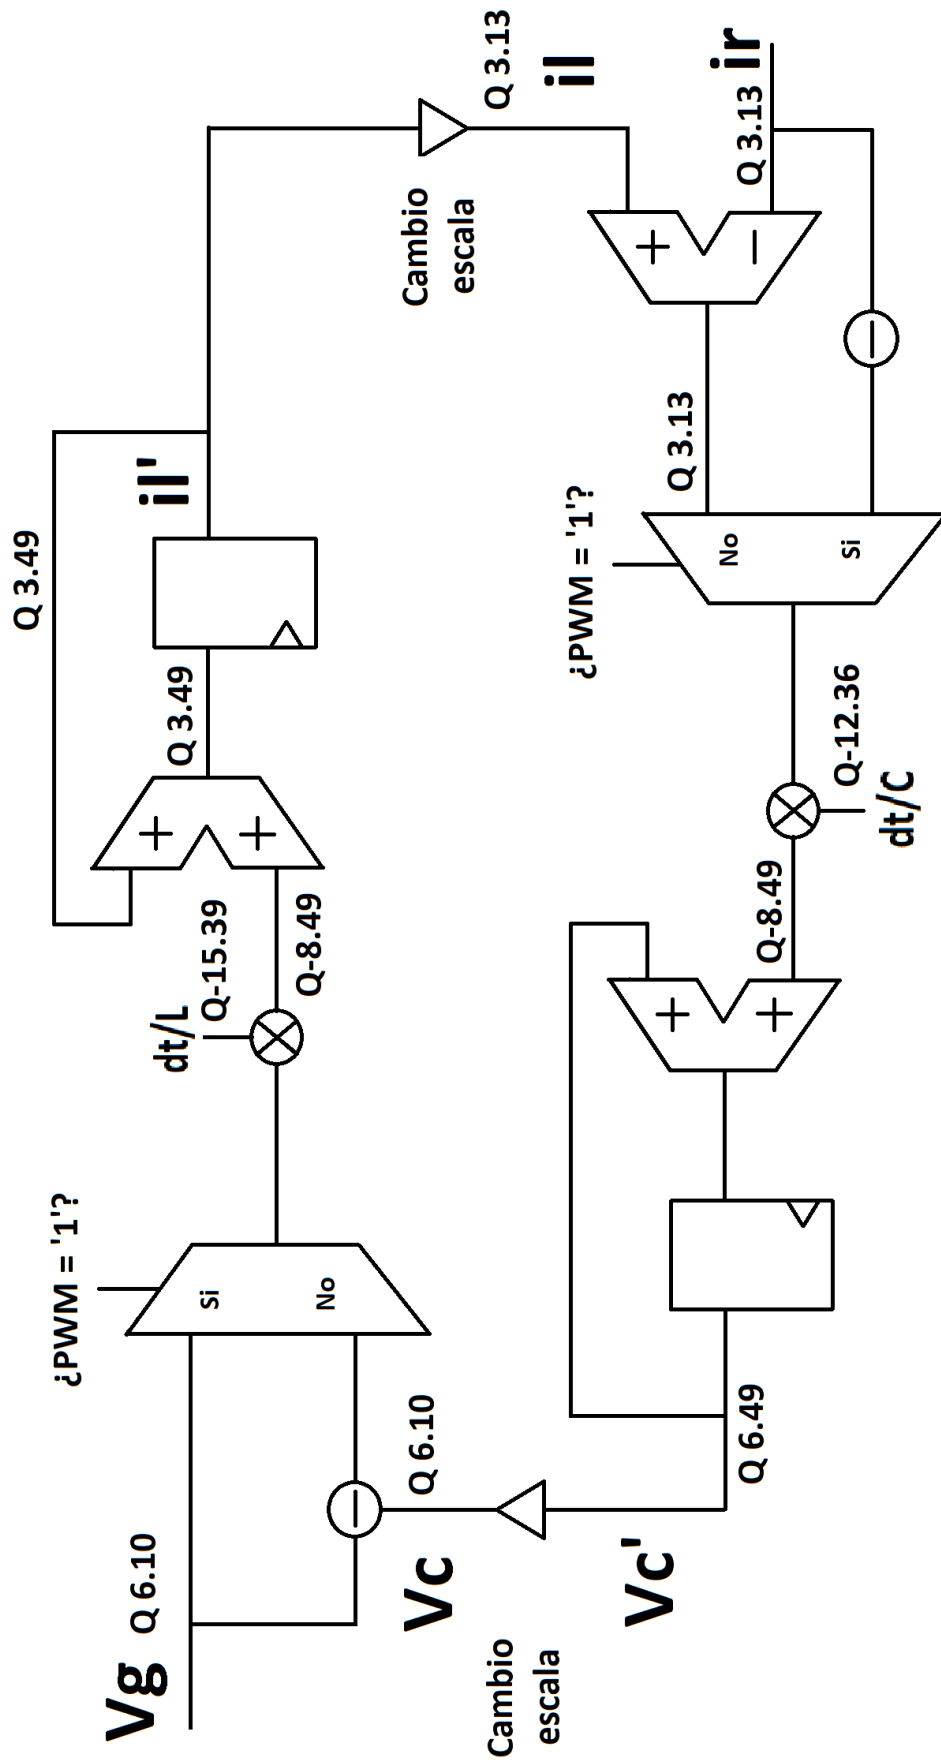 Vg
Q 6.10
¿PWM = '1'?
Si
No
dt/L
Q-15.39
Q-8.49
+
+
Q 3.49
Q 3.49
il'
Cambio
escala
Q 3.13
il
Vc
Q 6.10
Cambio
escala
Vc'
Q 6.49
+
+
Q-8.49
dt/C
Q-12.36
¿PWM = '1'?
No
Si
Q 3.13
+
−
Q 3.13
ir